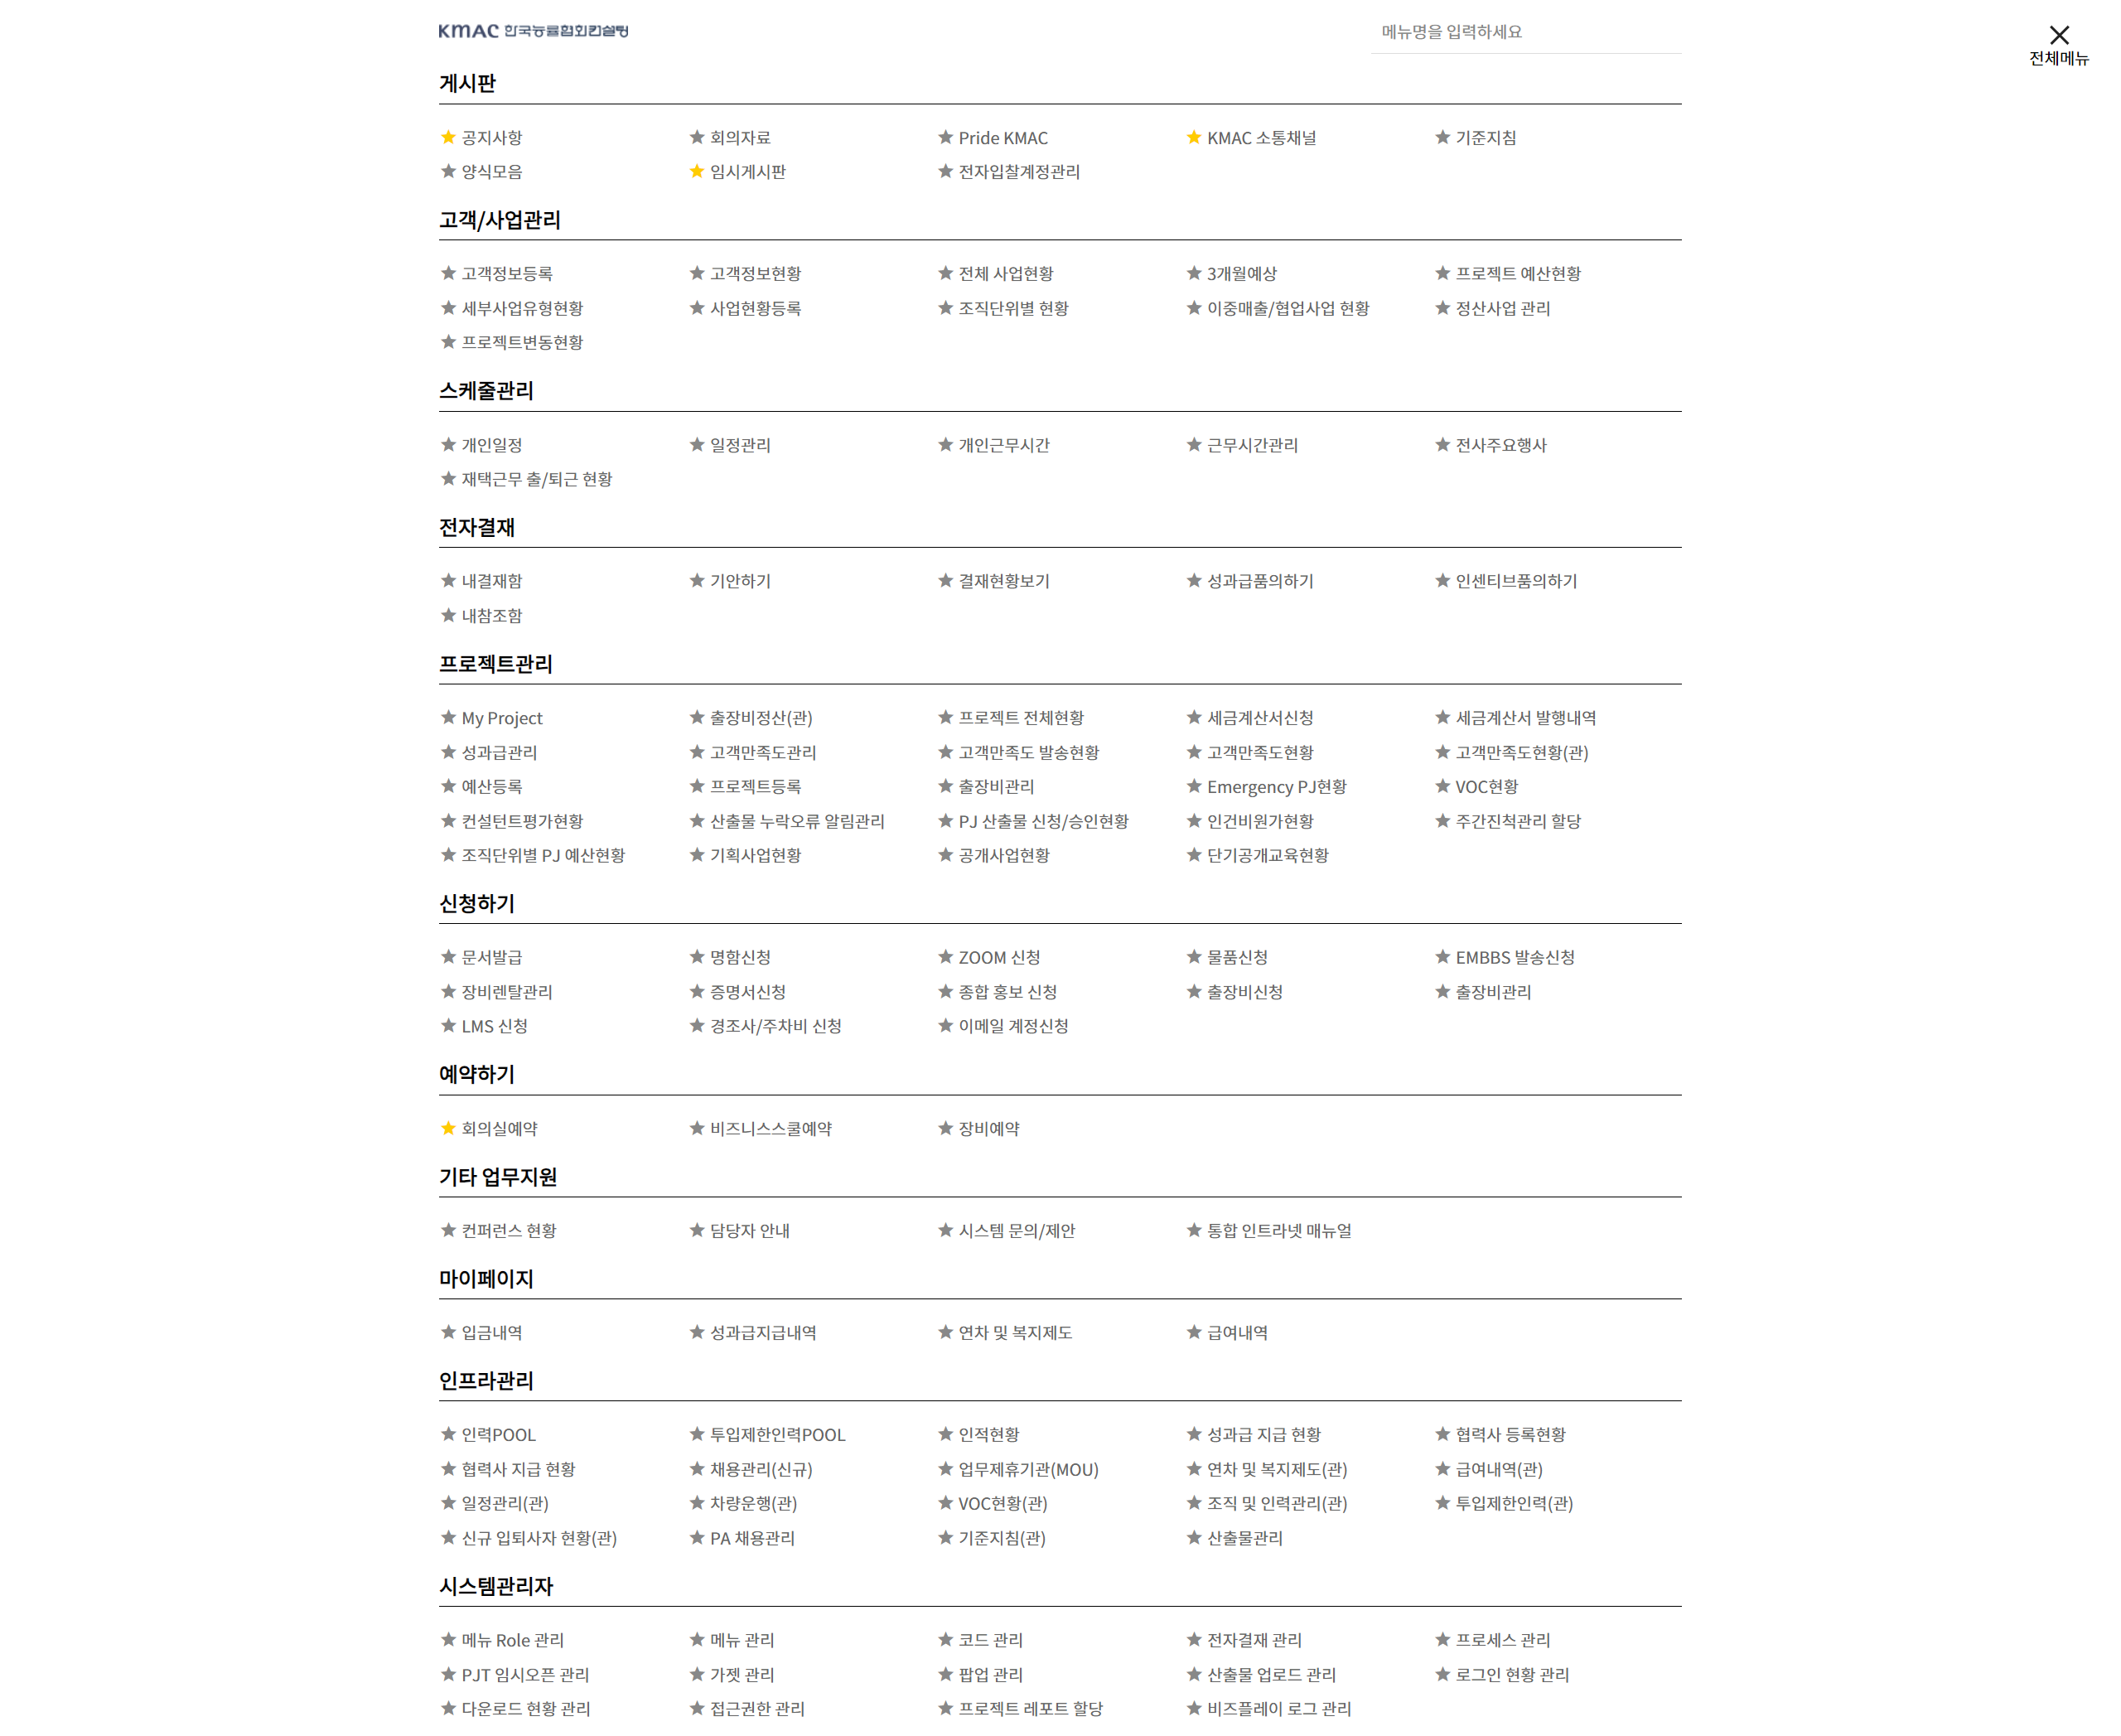 KMAC 한국능률협회컨설팅 메뉴명을 입력하세요
전체메뉴
게시판
공지사항 회의자료 Pride KMAC KMAC 소통채널 기준지침
양식모음 임시게시판 전자입찰계정관리
고객/사업관리
고객정보등록 고객정보현황 전체 사업현황 3개월예상 프로젝트 예산현황
세부사업유형현황 사업현황등록 조직단위별 현황 이중매출/협업사업 현황 정산사업 관리
프로젝트변동현황
스케줄관리
개인일정 일정관리 개인근무시간 근무시간관리 전사주요행사
재택근무 출/퇴근 현황
전자결재
내결재함 기안하기 결재현황보기 성과급품의하기 인센티브품의하기
내참조함
프로젝트관리
My Project 출장비정산(관) 프로젝트 전체현황 세금계산서신청 세금계산서 발행내역
성과급관리 고객만족도관리 고객만족도 발송현황 고객만족도현황 고객만족도현황(관)
예산등록 프로젝트등록 출장비관리 Emergency PJ현황 VOC현황
컨설턴트평가현황 산출물 누락오류 알림관리 PJ 산출물 신청/승인현황 인건비원가현황 주간진척관리 할당
조직단위별 PJ 예산현황 기획사업현황 공개사업현황 단기공개교육현황
신청하기
문서발급 명함신청 ZOOM 신청 물품신청 EMBBS 발송신청
장비렌탈관리 증명서신청 종합 홍보 신청 출장비신청 출장비관리
LMS 신청 경조사/주차비 신청 이메일 계정신청
예약하기
회의실예약 비즈니스스쿨예약 장비예약
기타 업무지원
컨퍼런스 현황 담당자 안내 시스템 문의/제안 통합 인트라넷 매뉴얼
마이페이지
입금내역 성과급지급내역 연차 및 복지제도 급여내역
인프라관리
인력POOL 투입제한인력POOL 인적현황 성과급 지급 현황 협력사 등록현황
협력사 지급 현황 채용관리(신규) 업무제휴기관(MOU) 연차 및 복지제도(관) 급여내역(관)
일정관리(관) 차량운행(관) VOC현황(관) 조직 및 인력관리(관) 투입제한인력(관)
신규 입퇴사자 현황(관) PA 채용관리 기준지침(관) 산출물관리
시스템관리자
메뉴 Role 관리 메뉴 관리 코드 관리 전자결재 관리 프로세스 관리
PJT 임시오픈 관리 가젯 관리 팝업 관리 산출물 업로드 관리 로그인 현황 관리
다운로드 현황 관리 접근권한 관리 프로젝트 레포트 할당 비즈플레이 로그 관리